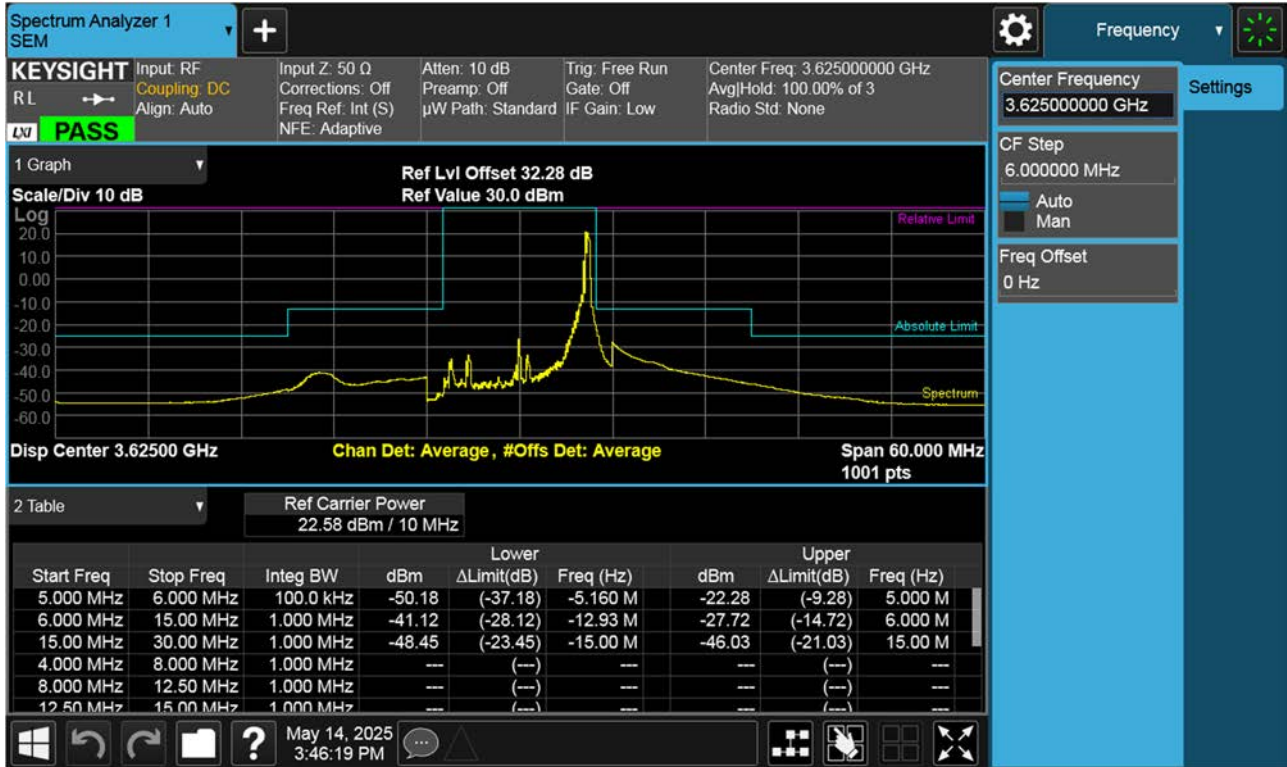 Spectrum Analyzer 1
SEM
Frequency
KEYSIGHT
RL
LXI
PASS
Input: RF
Coupling: DC
Align: Auto
Input Z: 50 Ω
Corrections: Off
Freq Ref: Int (S)
NFE: Adaptive
Atten: 10 dB
Preamp: Off
µW Path: Standard
Trig: Free Run
Gate: Off
IF Gain: Low
Center Freq: 3.625000000 GHz
Avg|Hold: 100.00% of 3
Radio Std: None
Center Frequency
3.625000000 GHz
Settings
CF Step
6.000000 MHz
Auto
Man
Freq Offset
0 Hz
1 Graph
Scale/Div 10 dB
Ref Lvl Offset 32.28 dB
Ref Value 30.0 dBm
Log
20.0
10.0
0.00
-10.0
-20.0
-30.0
-40.0
-50.0
-60.0
Relative Limit
Absolute Limit
Spectrum
Disp Center 3.62500 GHz
Chan Det: Average, #Offs Det: Average
Span 60.000 MHz
1001 pts
2 Table
Ref Carrier Power
22.58 dBm / 10 MHz
Lower Upper
Start Freq Stop Freq Integ BW dBm ΔLimit(dB) Freq (Hz) dBm ΔLimit(dB) Freq (Hz)
5.000 MHz 6.000 MHz 100.0 kHz -50.18 (-37.18) -5.160 M -22.28 (-9.28) 5.000 M
6.000 MHz 15.00 MHz 1.000 MHz -41.12 (-28.12) -12.93 M -27.72 (-14.72) 6.000 M
15.00 MHz 30.00 MHz 1.000 MHz -48.45 (-23.45) -15.00 M -46.03 (-21.03) 15.00 M
4.000 MHz 8.000 MHz 1.000 MHz --- (---) --- --- (---) ---
8.000 MHz 12.50 MHz 1.000 MHz --- (---) --- --- (---) ---
12.50 MHz 15.00 MHz 1.000 MHz --- (---) --- --- (---) ---
?
May 14, 2025
3:46:19 PM